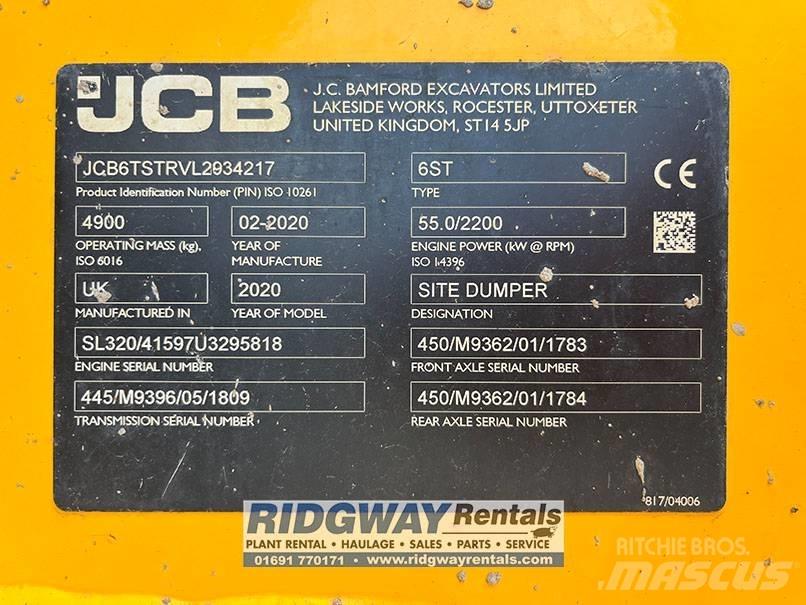 JCB
J.C. BAMFORD EXCAVATORS LIMITED
LAKESIDE WORKS, ROCESTER, UTTOXETER
UNITED KINGDOM, ST14 5JP
JCB6TSTRVL2934217
Product Identification Number (PIN) ISO 10261
6ST
TYPE
CE
4900
OPERATING MASS (kg),
ISO 6016
02-2020
YEAR OF
MANUFACTURE
55.0/2200
ENGINE POWER (kW @ RPM)
ISO 14396
UK
MANUFACTURED IN
2020
YEAR OF MODEL
SITE DUMPER
DESIGNATION
SL320/41597U3295818
ENGINE SERIAL NUMBER
450/M9362/01/1783
FRONT AXLE SERIAL NUMBER
445/M9396/05/1809
TRANSMISSION SERIAL NUMBER
450/M9362/01/1784
REAR AXLE SERIAL NUMBER
817/04006
RIDGWAY Rentals
PLANT RENTAL • HAULAGE • SALES • PARTS • SERVICE
01691 770171 • www.ridgwayrentals.com
RITCHIE BROS.
MASCUS